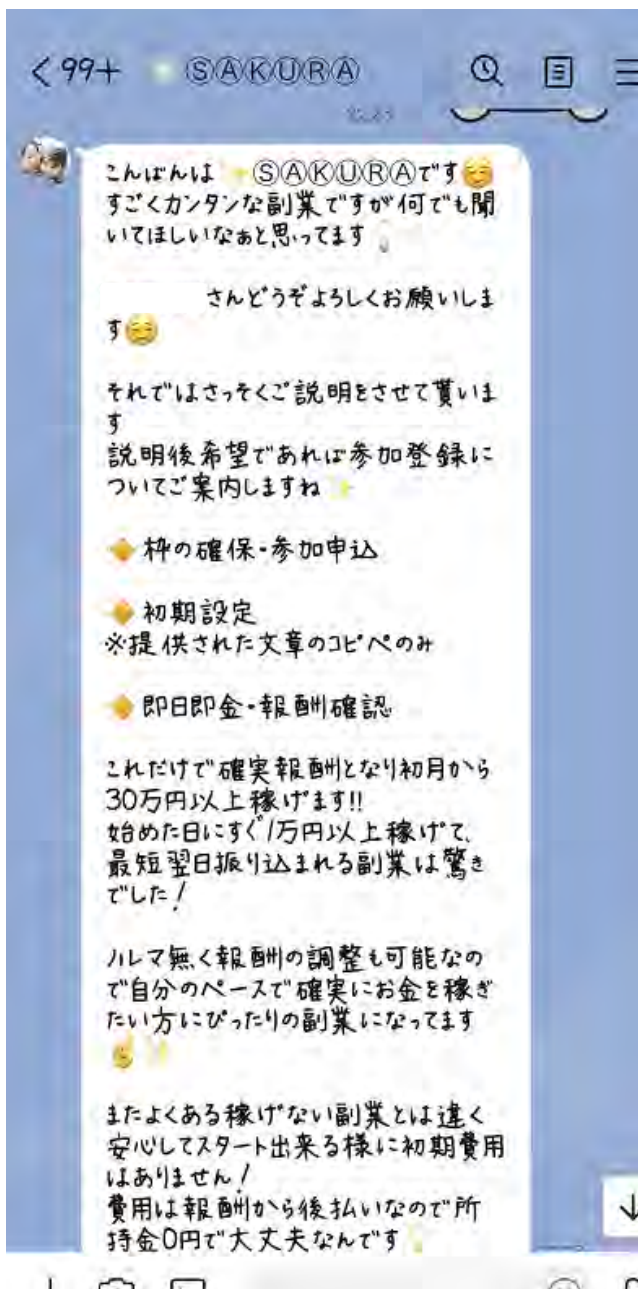 99+ ⓈⒶⓀⓊⓇⒶ
こんばんは ⓈⒶⓀⓊⓇⒶです
すごくカンタンな副業ですが何でも聞
いてほしいなぁと思ってます
さんどうぞよろしくお願いしま
す
それではさっそくご説明をさせて貰いま
す
説明後希望であれば参加登録に
ついてご案内しますね
枠の確保・参加申込
初期設定
※提供された文章のコピペのみ
即日即金・報酬確認
これだけで確実報酬となり初月から
30万円以上稼げます!!
始めた日にすぐ1万円以上稼げて、
最短翌日振り込まれる副業は驚き
でした!
ノルマ無く報酬の調整も可能なの
で自分のペースで確実にお金を稼ぎ
たい方にぴったりの副業になってます
またよくある稼げない副業とは違く
安心してスタート出来る様に初期費用
はありません!
費用は報酬から後払いなので所
持金0円で大丈夫なんです